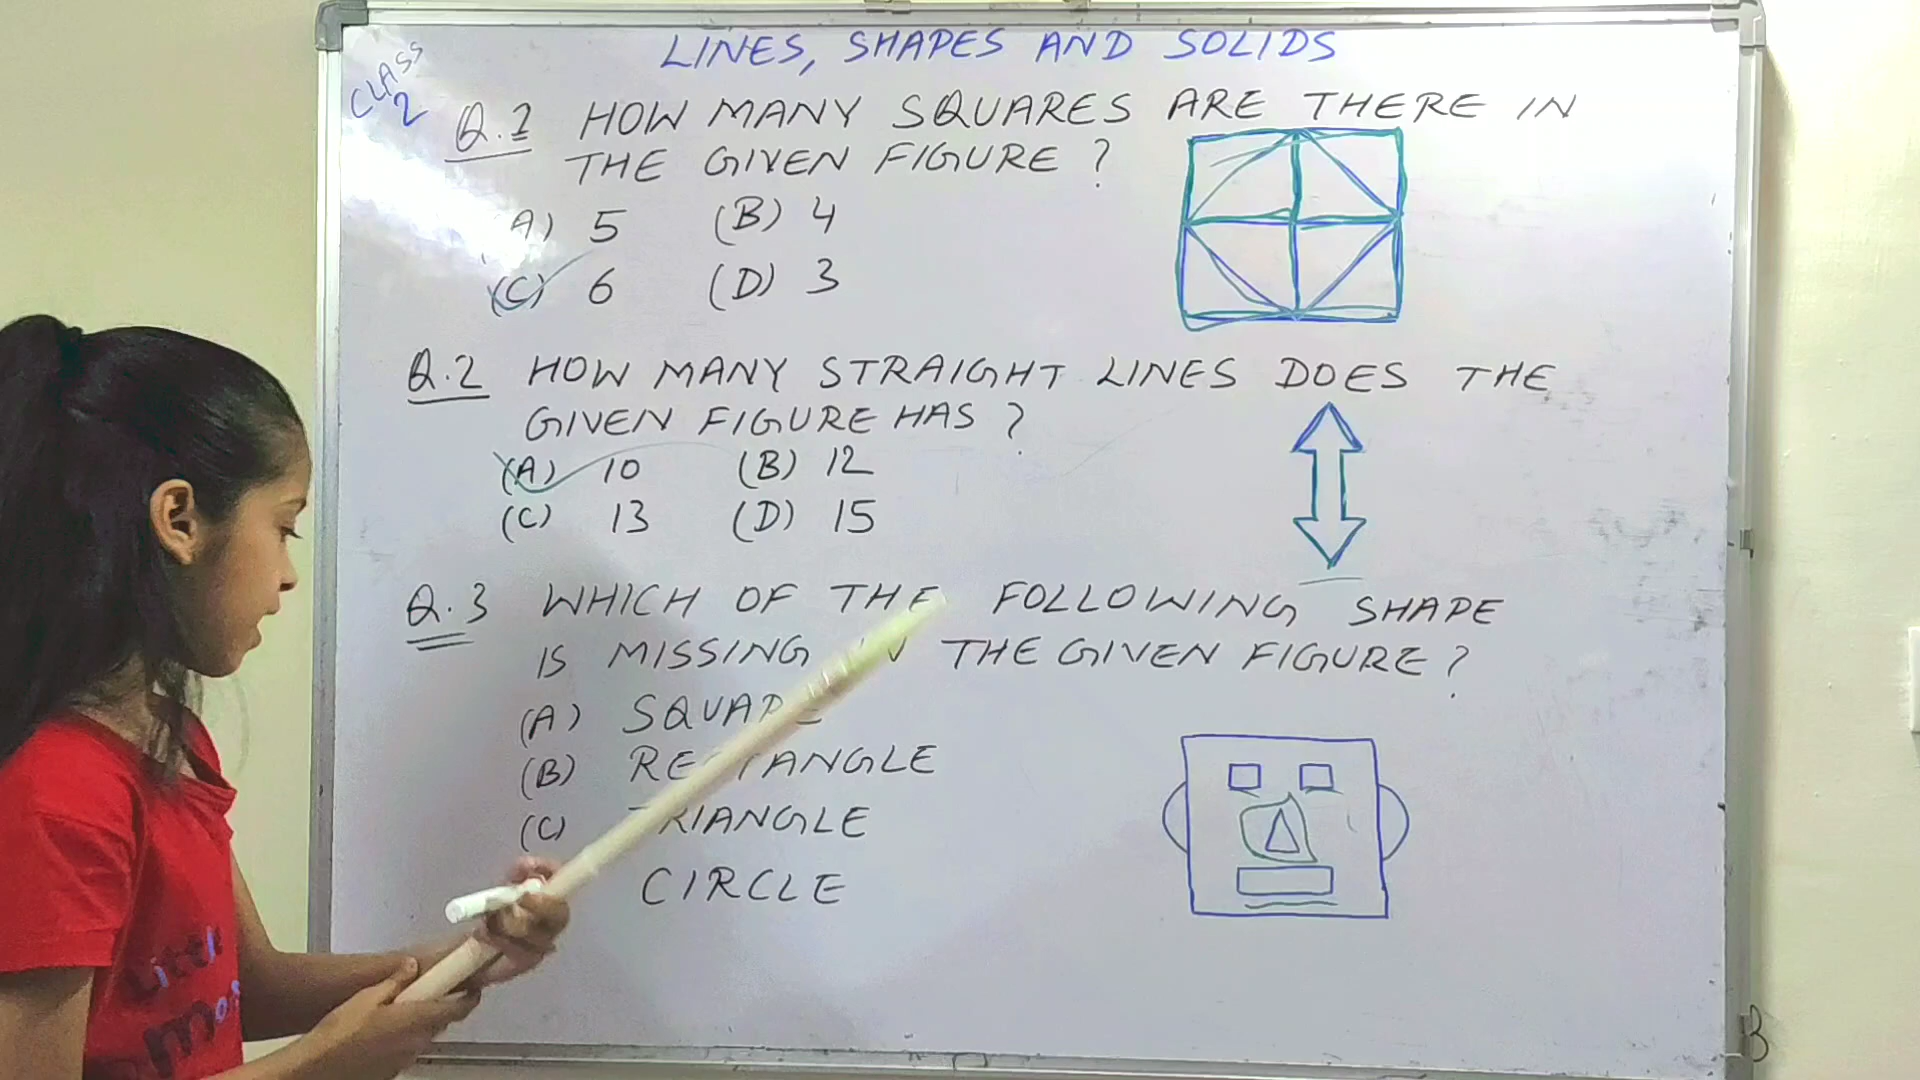 LINES, SHAPES AND SOLIDS
CLASS
2
Q.1 HOW MANY SQUARES ARE THERE IN
THE GIVEN FIGURE ?
A) 5 (B) 4
(C) 6 (D) 3
Q.2 HOW MANY STRAIGHT LINES DOES THE
GIVEN FIGURE HAS ?
(A) 10 (B) 12
(C) 13 (D) 15
Q.3 WHICH OF THE FOLLOWING SHAPE
IS MISSING IN THE GIVEN FIGURE ?
(A) SQUARE
(B) RECTANGLE
(C) TRIANGLE
CIRCLE
Little